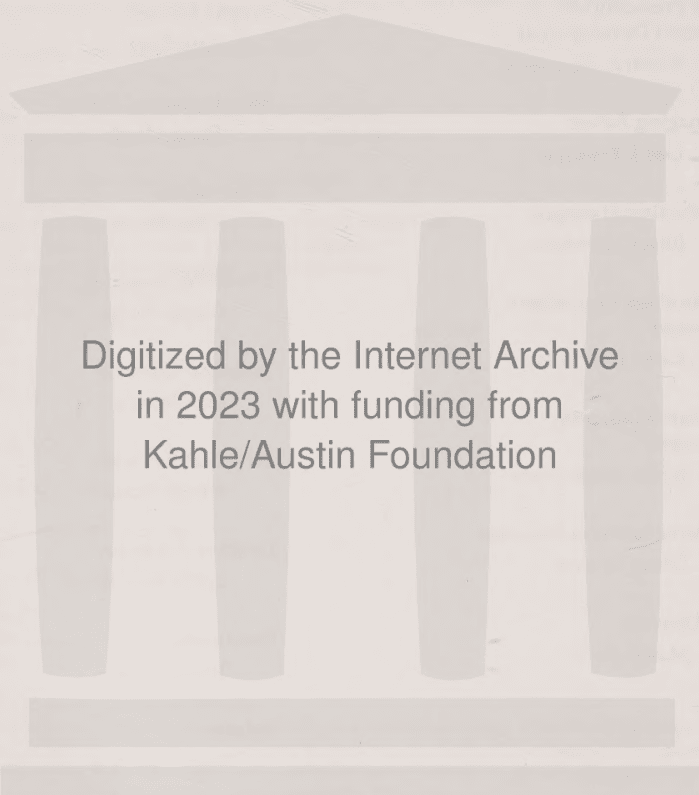 Digitized by the Internet Archive
in 2023 with funding from
Kahle/Austin Foundation